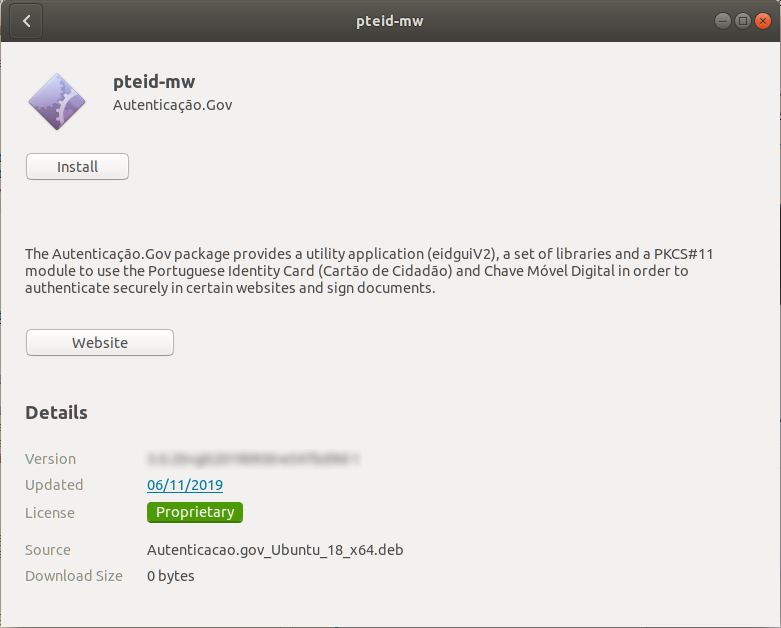 pteid-mw
pteid-mw
Autenticação.Gov
Install
The Autenticação.Gov package provides a utility application (eidguiV2), a set of libraries and a PKCS#11
module to use the Portuguese Identity Card (Cartão de Cidadão) and Chave Móvel Digital in order to
authenticate securely in certain websites and sign documents.
Website
Details
Version
Updated 06/11/2019
License Proprietary
Source Autenticacao.gov_Ubuntu_18_x64.deb
Download Size 0 bytes